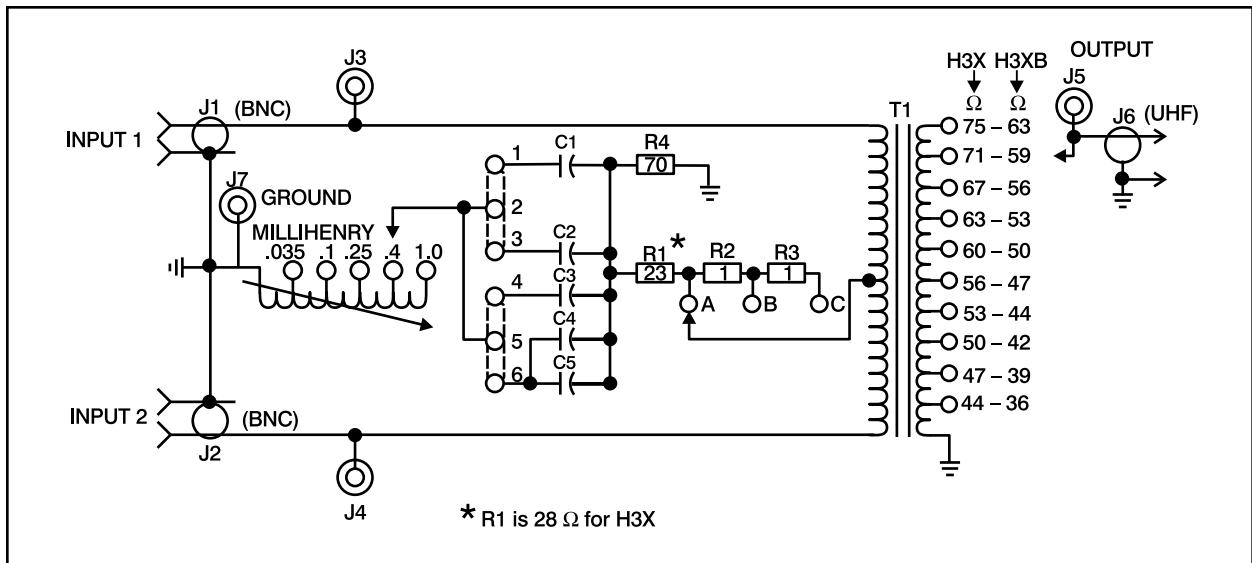 J3
J1 (BNC)
INPUT 1
J7
GROUND
MILLIHENRY
.035 .1 .25 .4 1.0
1
2
3
4
5
6
C1
C2
C3
C4
C5
R4
70
R1 *
23
R2
1
R3
1
A
B
C
T1
H3X H3XB
Ω Ω
75 – 63
71 – 59
67 – 56
63 – 53
60 – 50
56 – 47
53 – 44
50 – 42
47 – 39
44 – 36
OUTPUT
J5
J6 (UHF)
INPUT 2
(BNC)
J2
J4
* R1 is 28 Ω for H3X